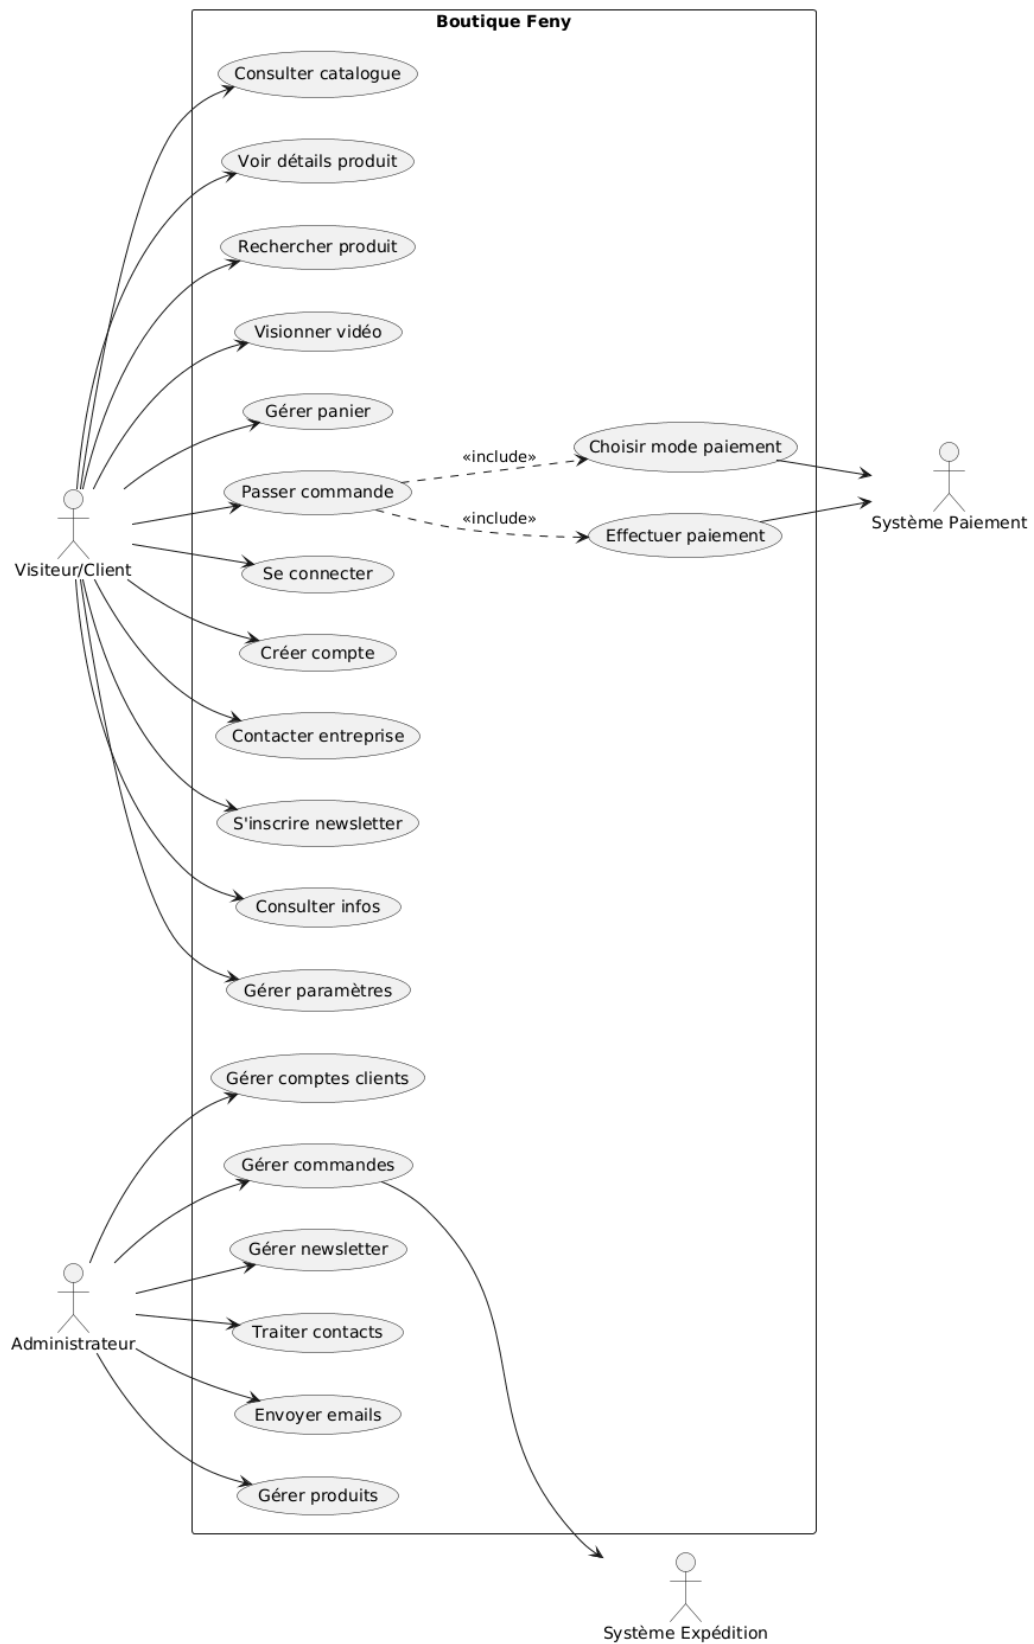 Boutique Feny
Consulter catalogue
Voir détails produit
Rechercher produit
Visionner vidéo
Gérer panier
Choisir mode paiement
«include»
Passer commande
«include»
Effectuer paiement
Système Paiement
Visiteur/Client
Se connecter
Créer compte
Contacter entreprise
S'inscrire newsletter
Consulter infos
Gérer paramètres
Gérer comptes clients
Gérer commandes
Gérer newsletter
Traiter contacts
Administrateur
Envoyer emails
Gérer produits
Système Expédition